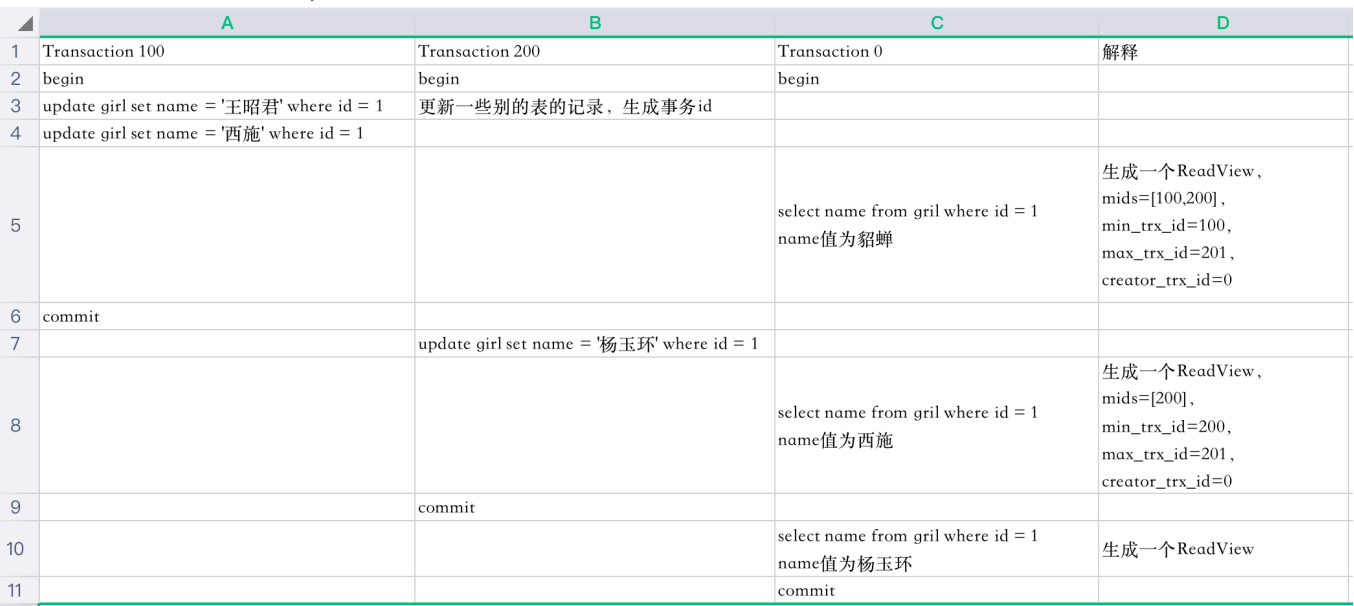 A B C D
1 Transaction 100 Transaction 200 Transaction 0 解释
2 begin begin begin
3 update girl set name = '王昭君' where id = 1 更新一些别的表的记录，生成事务id
4 update girl set name = '西施' where id = 1
5
select name from gril where id = 1
name值为貂蝉
生成一个ReadView，
mids=[100,200]，
min_trx_id=100，
max_trx_id=201，
creator_trx_id=0
6 commit
7 update girl set name = '杨玉环' where id = 1
8
select name from gril where id = 1
name值为西施
生成一个ReadView，
mids=[200]，
min_trx_id=200，
max_trx_id=201，
creator_trx_id=0
9 commit
10
select name from gril where id = 1
name值为杨玉环
生成一个ReadView
11 commit